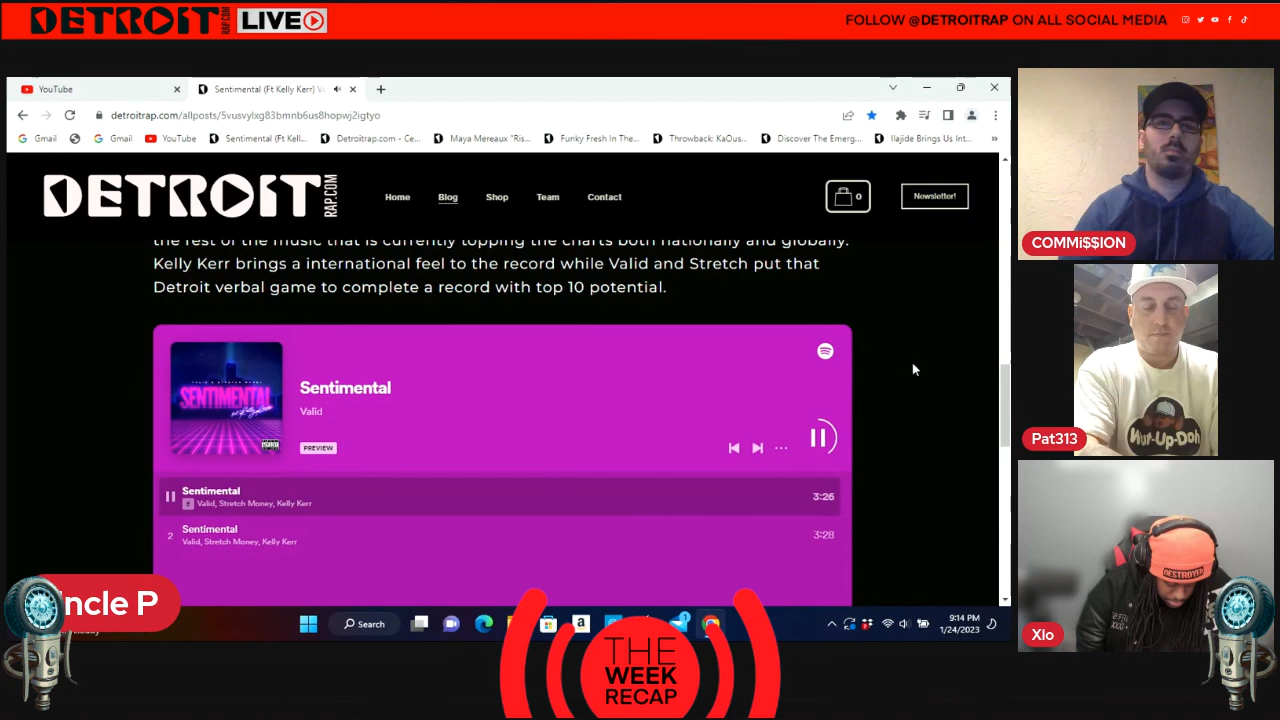 DETROIT RAP.COM LIVE
FOLLOW @DETROITRAP ON ALL SOCIAL MEDIA
YouTube
Sentimental (Ft Kelly Kerr) V
detroitrap.com/allposts/5vusvylxg83bmnb6us8hopwj2igtyo
Gmail
Gmail
YouTube
Sentimental (Ft Kell...
Detroitrap.com - Ce...
Maya Mereaux "Ris...
Funky Fresh In The...
Throwback: KaOus...
Discover The Emerg...
Ilajide Brings Us Int...
DETROIT RAP.COM
Home
Blog
Shop
Team
Contact
0
Newsletter!
the rest of the music that is currently topping the charts both nationally and globally.
Kelly Kerr brings a international feel to the record while Valid and Stretch put that
Detroit verbal game to complete a record with top 10 potential.
SENTIMENTAL
Sentimental
Valid
PREVIEW
Sentimental
E Valid, Stretch Money, Kelly Kerr
3:26
2
Sentimental
Valid, Stretch Money, Kelly Kerr
3:28
COMMi$$ION
Pat313
Wut-Up-Doh
DESTROYER
Xlo
ncle P
Search
9:14 PM
1/24/2023
THE
WEEK
RECAP